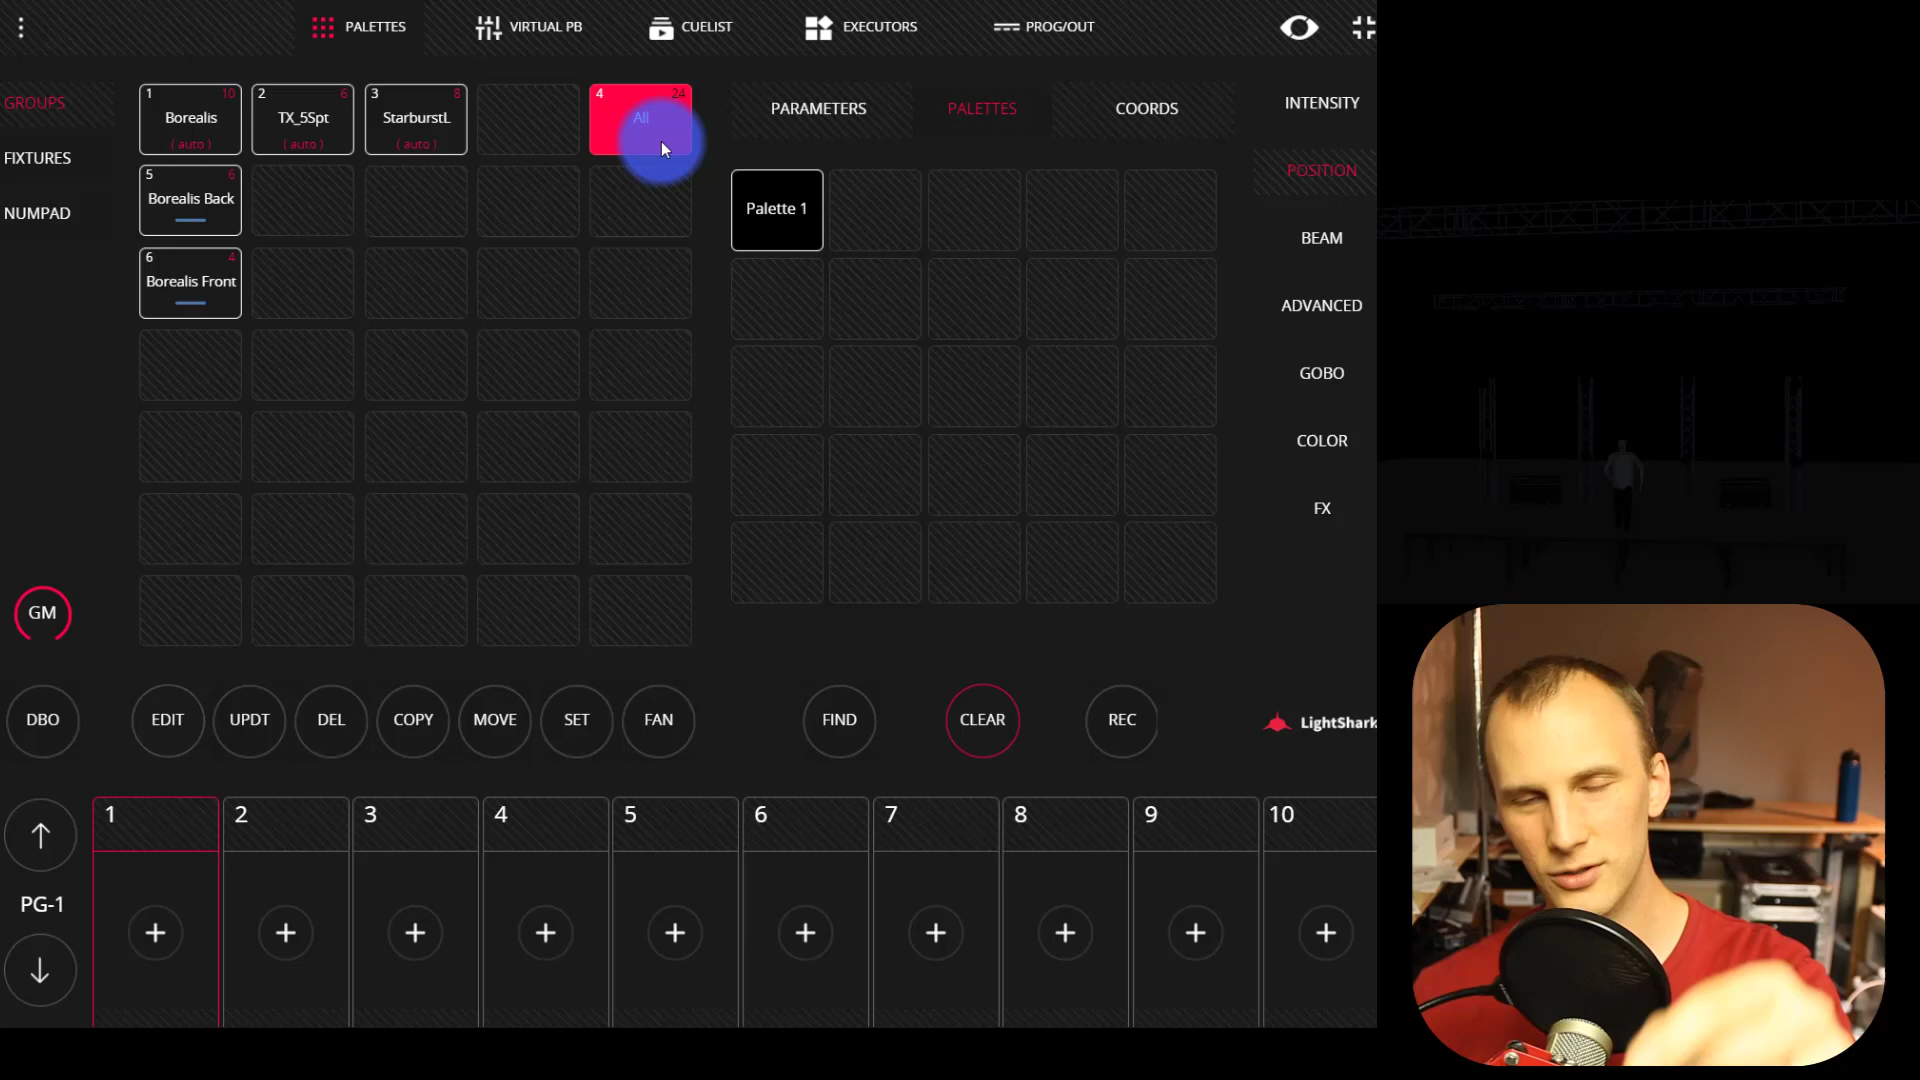 PALETTES
VIRTUAL PB
CUELIST
EXECUTORS
PROG/OUT
GROUPS
FIXTURES
NUMPAD
1 10
Borealis
( auto )
2 6
TX_5Spt
( auto )
3 8
StarburstL
( auto )
4 24
All
5 6
Borealis Back
6 4
Borealis Front
PARAMETERS
PALETTES
COORDS
Palette 1
INTENSITY
POSITION
BEAM
ADVANCED
GOBO
COLOR
FX
GM
DBO
EDIT
UPDT
DEL
COPY
MOVE
SET
FAN
FIND
CLEAR
REC
LightShark
PG-1
1
2
3
4
5
6
7
8
9
10